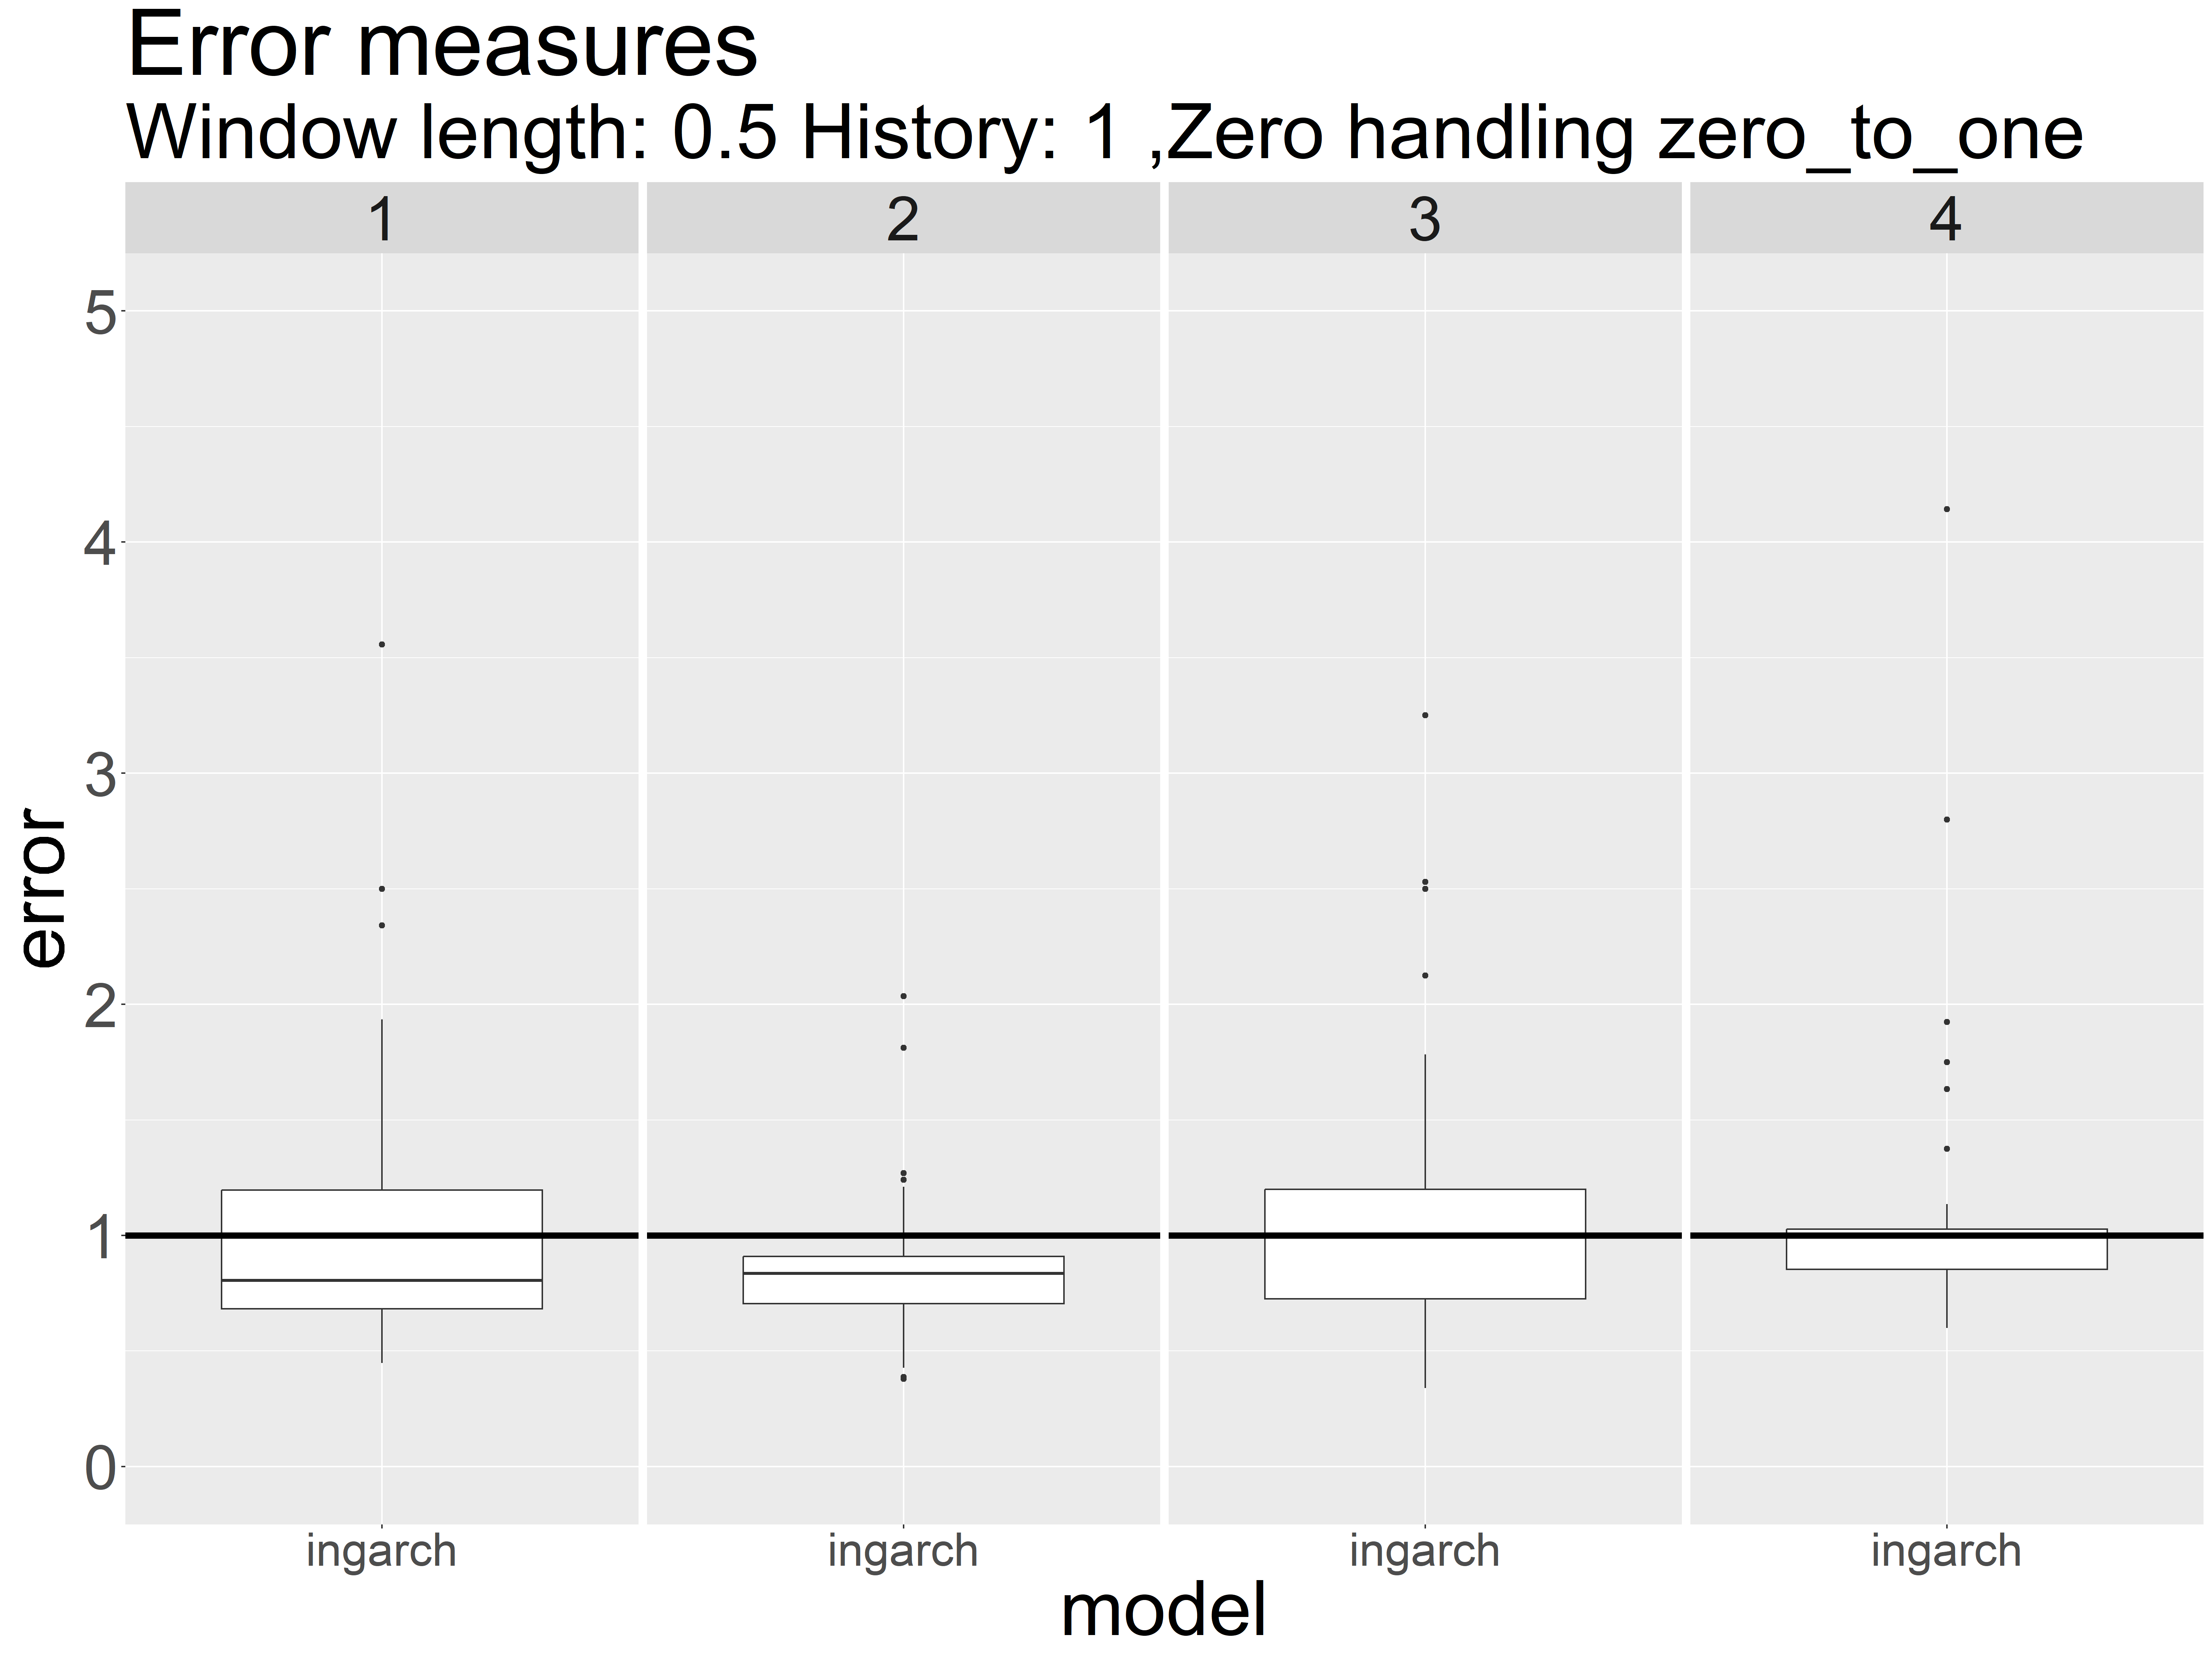 Error measures
Window length: 0.5 History: 1 ,Zero handling zero_to_one
1 2 3 4
5
4
3
2
1
0
error
ingarch ingarch ingarch ingarch
model